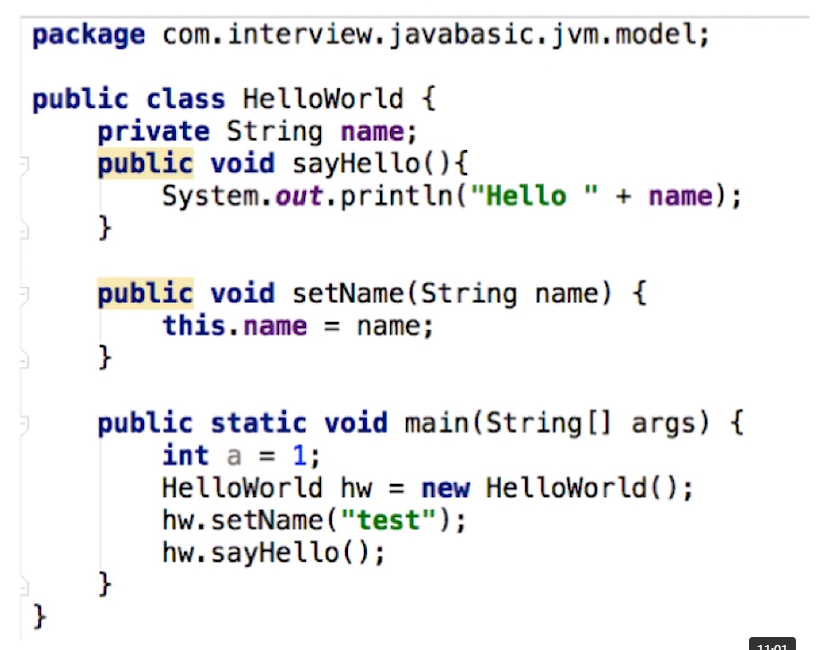 package com.interview.javabasic.jvm.model;
public class HelloWorld {
private String name;
public void sayHello(){
System.out.println("Hello " + name);
}
public void setName(String name) {
this.name = name;
}
public static void main(String[] args) {
int a = 1;
HelloWorld hw = new HelloWorld();
hw.setName("test");
hw.sayHello();
}
}